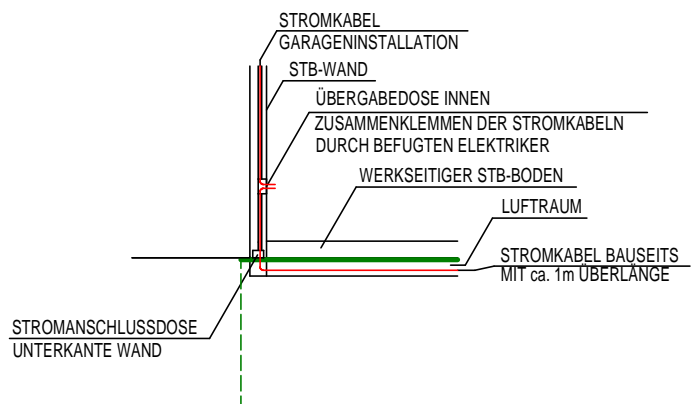 STROMKABEL
GARAGENINSTALLATION
STB-WAND
ÜBERGABEDOSE INNEN
ZUSAMMENKLEMMEN DER STROMKABELN
DURCH BEFUGTEN ELEKTRIKER
WERKSEITIGER STB-BODEN
LUFTRAUM
STROMKABEL BAUSEITS
MIT ca. 1m ÜBERLÄNGE
STROMANSCHLUSSDOSE
UNTERKANTE WAND